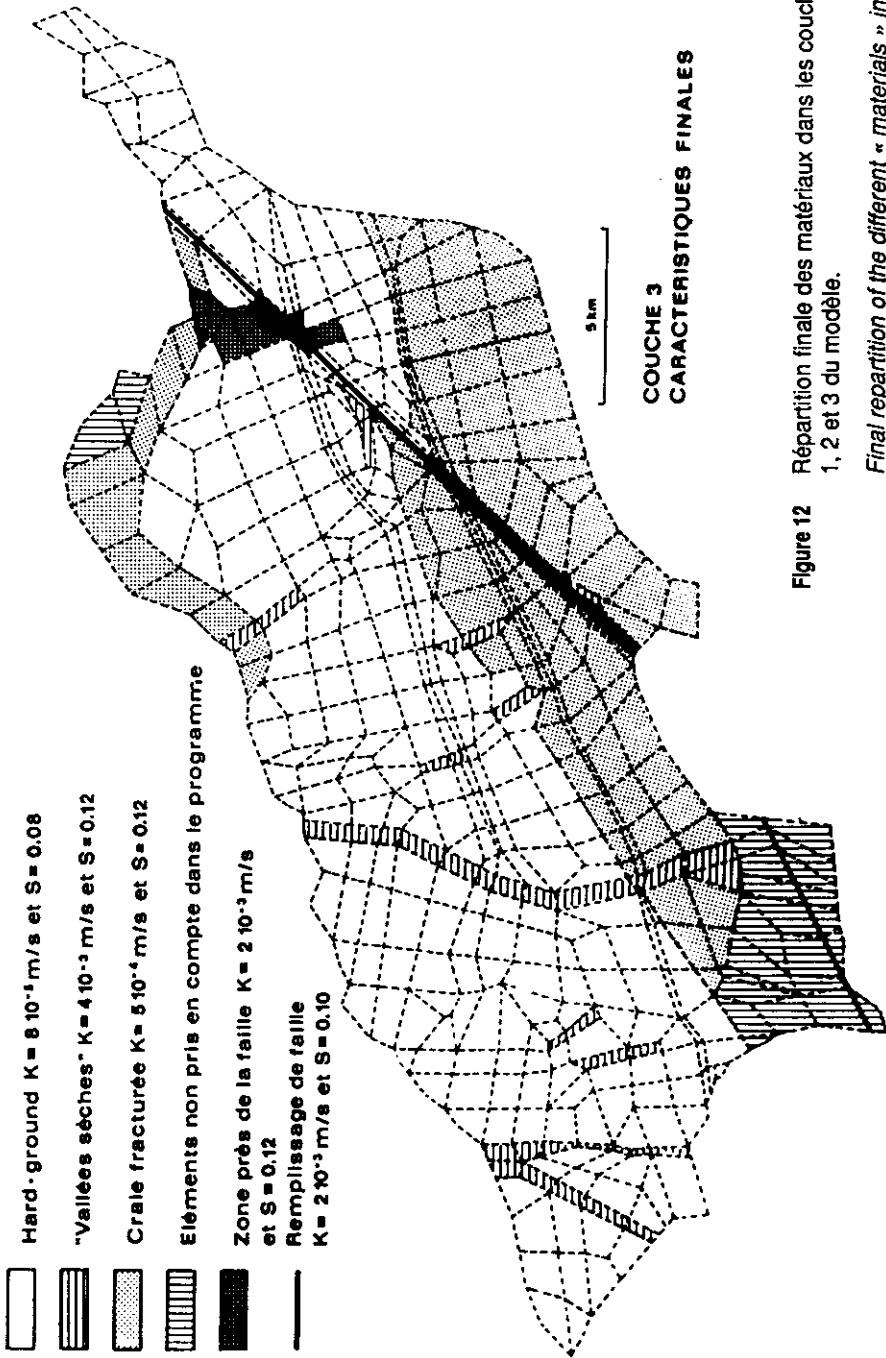 Hard-ground K = 8 10⁻⁵ m/s et S = 0.08
"Vallées sèches" K = 4 10⁻³ m/s et S = 0.12
Craie fracturée K = 5 10⁻⁴ m/s et S = 0.12
Eléments non pris en compte dans le programme
Zone près de la faille K = 2 10⁻³ m/s
et S = 0.12
Remplissage de faille
K = 2 10⁻³ m/s et S = 0.10
5 km
COUCHE 3
CARACTERISTIQUES FINALES
Figure 12 Répartition finale des matériaux dans les couch
1, 2 et 3 du modèle.
Final repartition of the different « materials » in